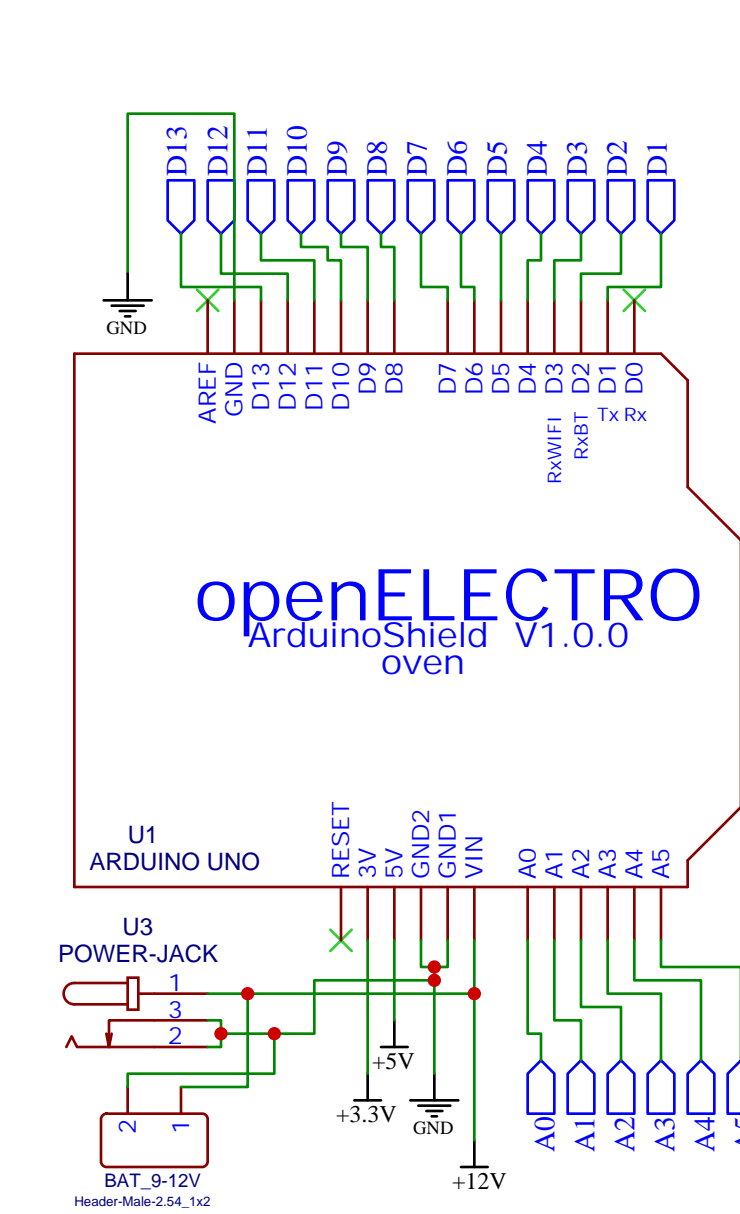 D13 D12 D11 D10 D9 D8 D7 D6 D5 D4 D3 D2 D1
GND
AREF GND D13 D12 D11 D10 D9 D8 D7 D6 D5 D4 D3 D2 D1 D0
RxWIFI RxBT Tx Rx
openELECTRO
ArduinoShield V1.0.0
oven
RESET 3V 5V GND2 GND1 VIN A0 A1 A2 A3 A4 A5
U1
ARDUINO UNO
U3
POWER-JACK
1
3
2
+5V
+3.3V
GND
+12V
A0 A1 A2 A3 A4
2 1
BAT_9-12V
Header-Male-2.54_1x2